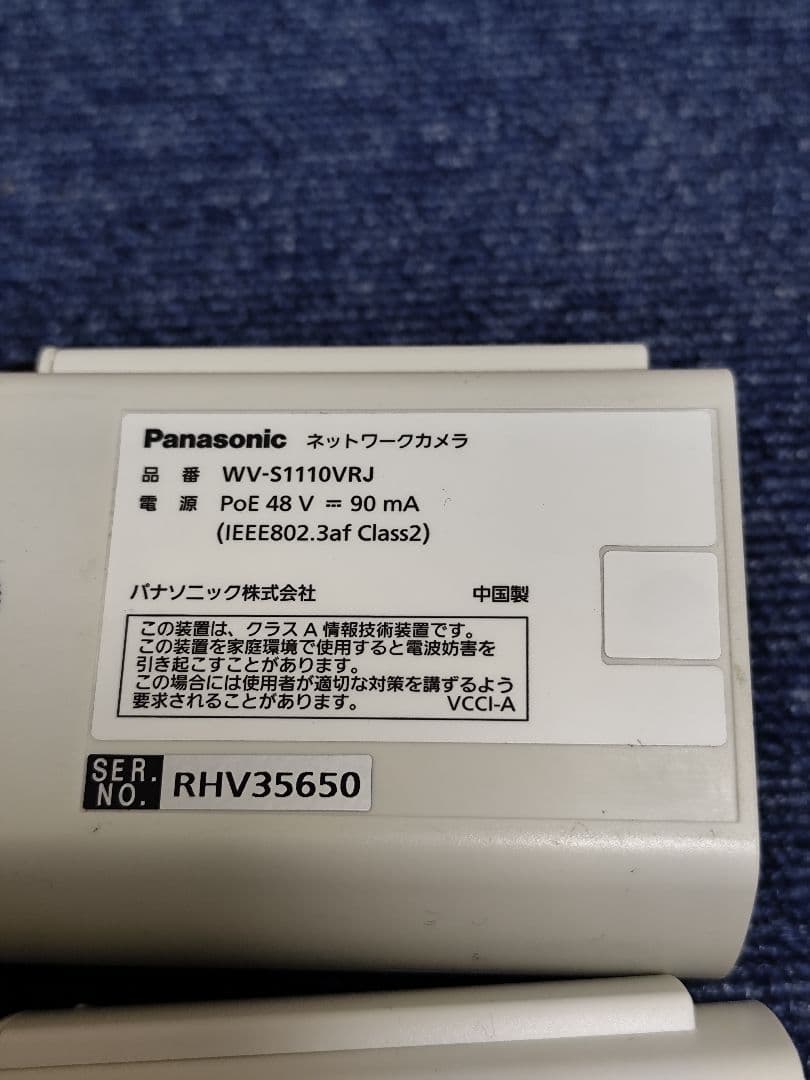 Panasonic ネットワークカメラ
品 番 WV-S1110VRJ
電 源 PoE 48 V ⎓ 90 mA
(IEEE802.3af Class2)
パナソニック株式会社 中国製
この装置は、クラス A 情報技術装置です。
この装置を家庭環境で使用すると電波妨害を
引き起こすことがあります。
この場合には使用者が適切な対策を講ずるよう
要求されることがあります。 VCCI-A
SER. NO. RHV35650